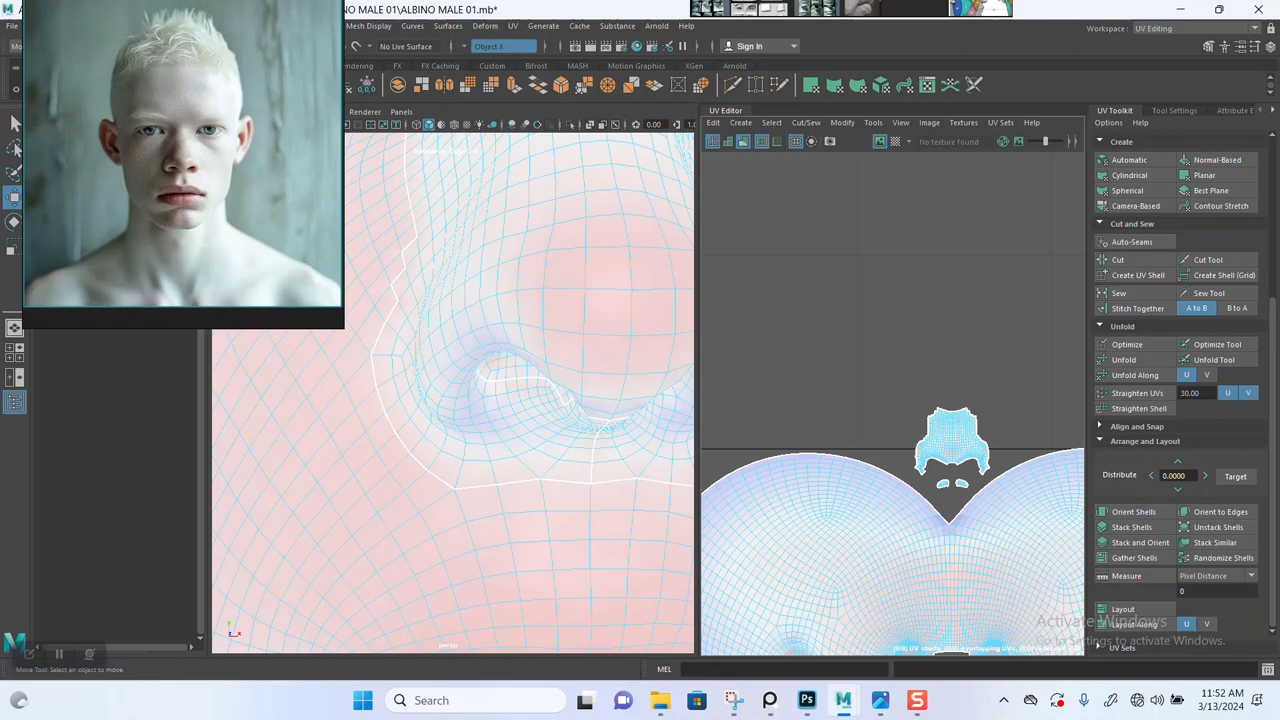 ALBINO MALE 01\ALBINO MALE 01.mb*
Workspace : UV Editing
Mesh Display Curves Surfaces Deform UV Generate Cache Substance Arnold Help
No Live Surface Object X Sign In
FX FX Caching Custom Bifrost MASH Motion Graphics XGen Arnold
Renderer Panels
UV Editor
UV Toolkit Tool Settings Attribute E
Edit Create Select Cut/Sew Modify Tools View Image Textures UV Sets Help
Options Help
0.00
No texture found
Create
Automatic Normal-Based
Cylindrical Planar
Spherical Best Plane
Camera-Based Contour Stretch
Cut and Sew
Auto-Seams
Cut Cut Tool
Create UV Shell Create Shell (Grid)
Sew Sew Tool
Stitch Together A to B B to A
Unfold
Optimize Optimize Tool
Unfold Unfold Tool
Unfold Along U V
Straighten UVs 30.00 U V
Straighten Shell
Align and Snap
Arrange and Layout
Distribute 0.0000 Target
Orient Shells Orient to Edges
Stack Shells Unstack Shells
Stack and Orient Stack Similar
Gather Shells Randomize Shells
Measure Pixel Distance
0
Layout
Layout Along U V
UV Sets
Activate Windows
Go to Settings to activate Windows.
persp
Move Tool: Select an object to move.
MEL
Search
11:52 AM
3/13/2024